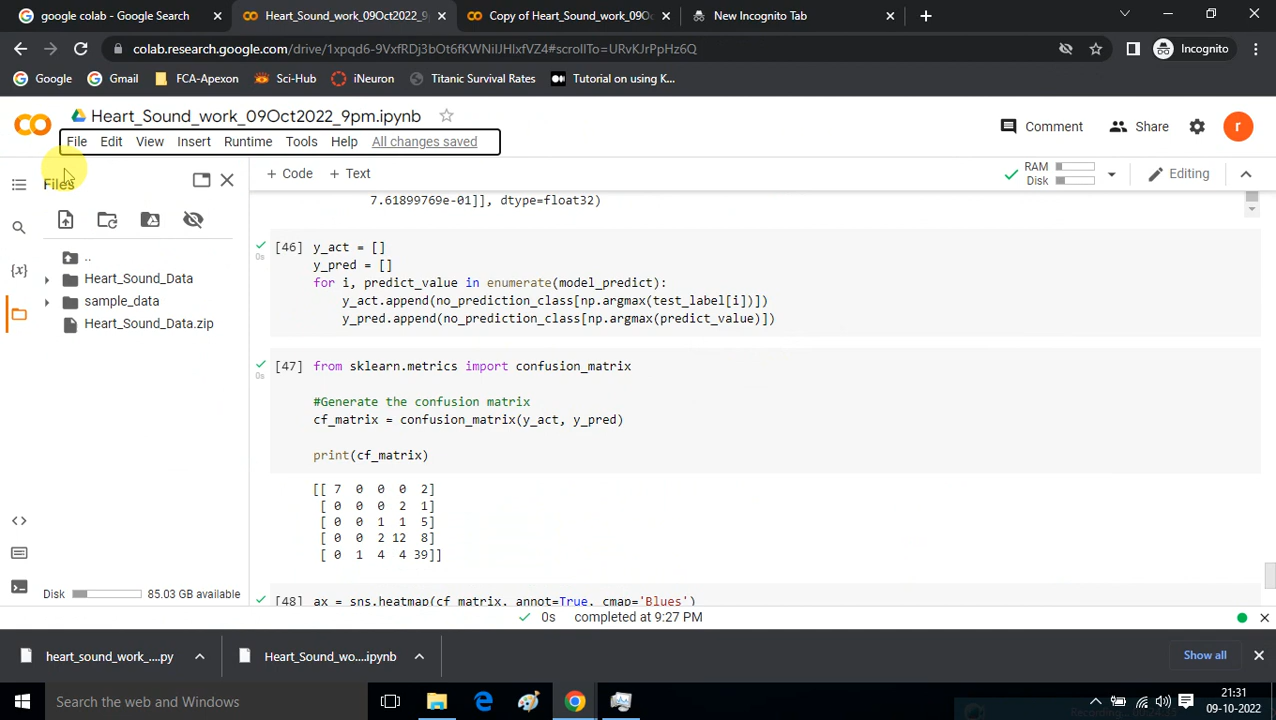 google colab - Google Search
Heart_Sound_work_09Oct2022_9
Copy of Heart_Sound_work_09O
New Incognito Tab
colab.research.google.com/drive/1xpqd6-9VxfRDj3bOt6fKWNiIJHIxfVZ4#scrollTo=URvKJrPpHz6Q
Incognito
Google
Gmail
FCA-Apexon
Sci-Hub
iNeuron
Titanic Survival Rates
Tutorial on using K...
Heart_Sound_work_09Oct2022_9pm.ipynb
Comment
Share
r
File Edit View Insert Runtime Tools Help All changes saved
Files
+ Code + Text
RAM
Disk
Editing
..
Heart_Sound_Data
sample_data
Heart_Sound_Data.zip
7.61899769e-01]], dtype=float32)
[46] y_act = []
y_pred = []
for i, predict_value in enumerate(model_predict):
y_act.append(no_prediction_class[np.argmax(test_label[i])])
y_pred.append(no_prediction_class[np.argmax(predict_value)])
0s
[47] from sklearn.metrics import confusion_matrix
0s
#Generate the confusion matrix
cf_matrix = confusion_matrix(y_act, y_pred)
print(cf_matrix)
[[ 7 0 0 0 2]
[ 0 0 0 2 1]
[ 0 0 1 1 5]
[ 0 0 2 12 8]
[ 0 1 4 4 39]]
[48] ax = sns.heatmap(cf_matrix, annot=True, cmap='Blues')
Disk 85.03 GB available
0s completed at 9:27 PM
heart_sound_work_....py
Heart_Sound_wo....ipynb
Show all
Search the web and Windows
21:31
09-10-2022